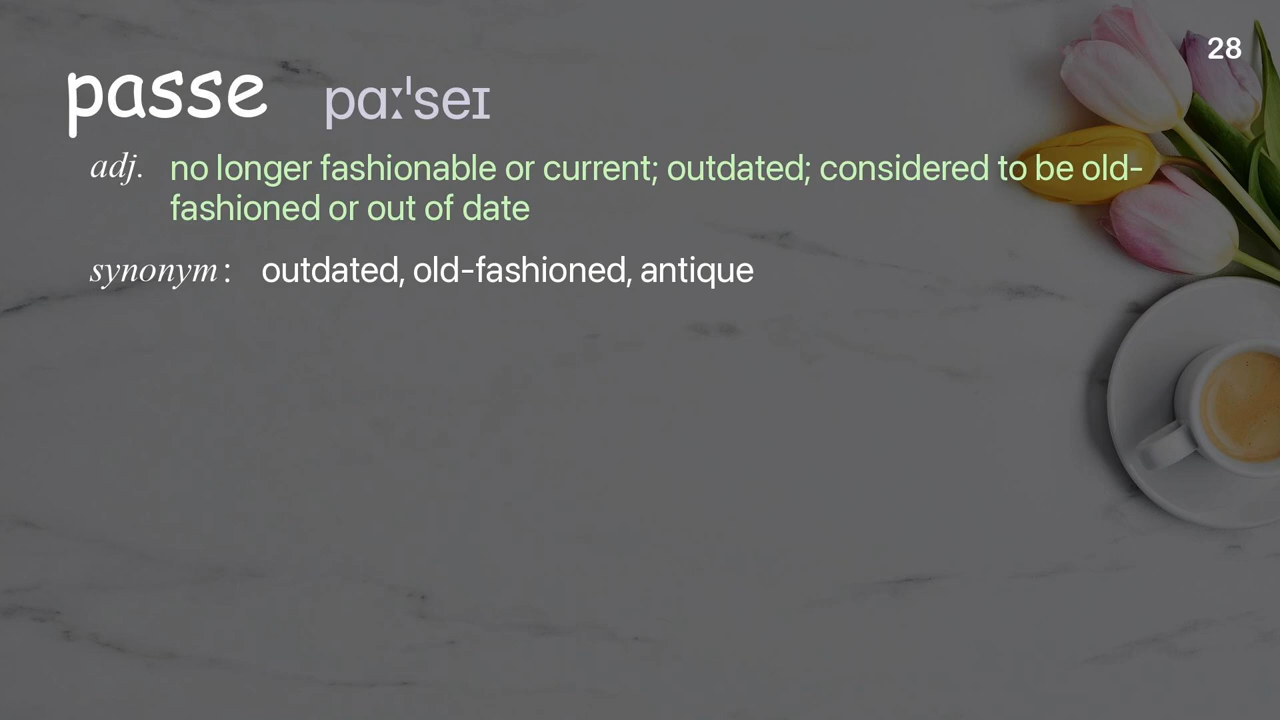 28
passe pɑːˈseɪ
adj. no longer fashionable or current; outdated; considered to be old-
fashioned or out of date
synonym : outdated, old-fashioned, antique